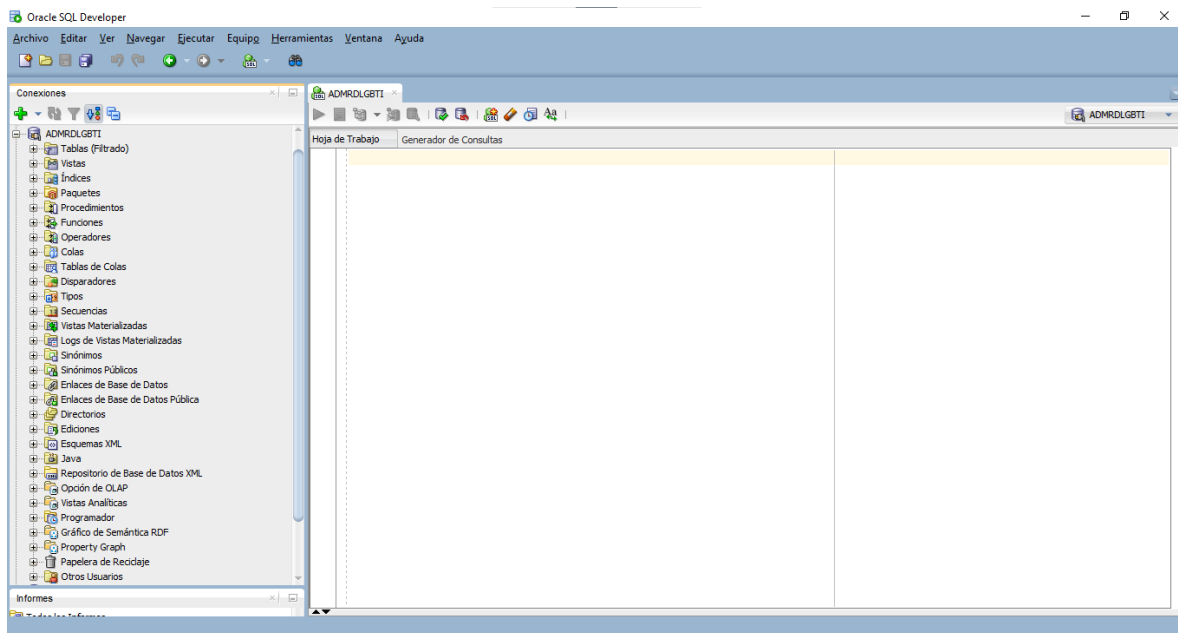 Oracle SQL Developer
Archivo Editar Ver Navegar Ejecutar Equipo Herramientas Ventana Ayuda
Conexiones
ADMRDLGBTI
Tablas (Filtrado)
Vistas
Índices
Paquetes
Procedimientos
Funciones
Operadores
Colas
Tablas de Colas
Disparadores
Tipos
Secuencias
Vistas Materializadas
Logs de Vistas Materializadas
Sinónimos
Sinónimos Públicos
Enlaces de Base de Datos
Enlaces de Base de Datos Pública
Directorios
Ediciones
Esquemas XML
Java
Repositorio de Base de Datos XML
Opción de OLAP
Vistas Analíticas
Programador
Gráfico de Semántica RDF
Property Graph
Papelera de Reciclaje
Otros Usuarios
Informes
Todos los Informes
ADMRDLGBTI
ADMRDLGBTI
Hoja de Trabajo Generador de Consultas